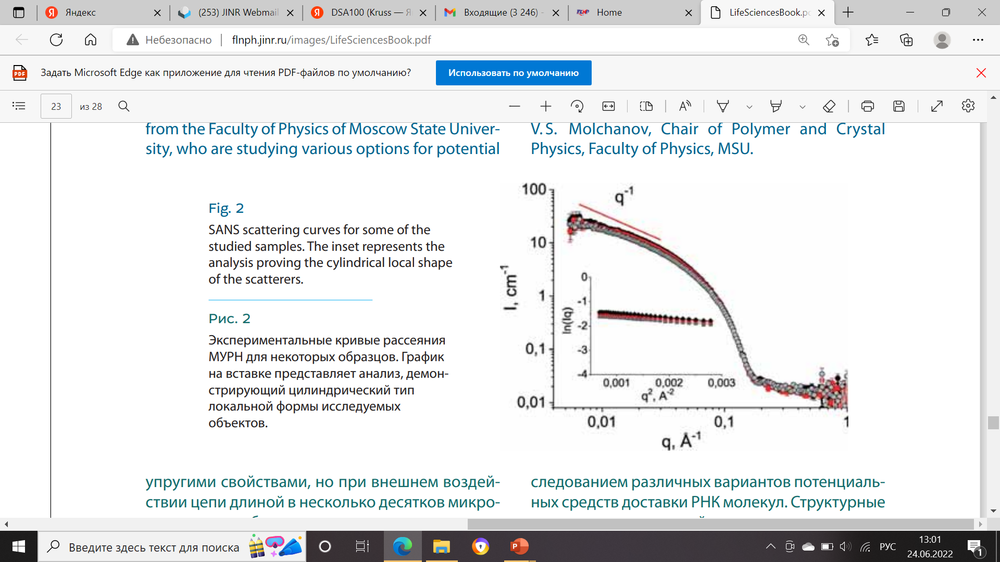 Яндекс
(253) JINR Webmail
DSA100 (Kruss — Я
Входящие (3 246) -
Home
LifeSciencesBook.pd
Небезопасно
flnph.jinr.ru/images/LifeSciencesBook.pdf
Задать Microsoft Edge как приложение для чтения PDF-файлов по умолчанию?
Использовать по умолчанию
23
из 28
from the Faculty of Physics of Moscow State Univer-
sity, who are studying various options for potential
V. S. Molchanov, Chair of Polymer and Crystal
Physics, Faculty of Physics, MSU.
Fig. 2
SANS scattering curves for some of the
studied samples. The inset represents the
analysis proving the cylindrical local shape
of the scatterers.
Рис. 2
Экспериментальные кривые рассеяния
МУРН для некоторых образцов. График
на вставке представляет анализ, демон-
стрирующий цилиндрический тип
локальной формы исследуемых
объектов.
100
10
1
0,1
0,01
I, cm⁻¹
q⁻¹
0
-1
-2
-3
-4
ln(Iq)
0,001
0,002
0,003
q², A⁻²
0,01
0,1
1
q, Å⁻¹
упругими свойствами, но при внешнем воздей-
ствии цепи длиной в несколько десятков микро-
следованием различных вариантов потенциаль-
ных средств доставки РНК молекул. Структурные
Введите здесь текст для поиска
РУС
13:01
24.06.2022
1